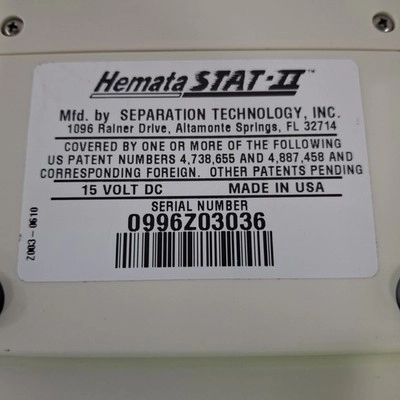 Hemata STAT-II™
Mfd. by SEPARATION TECHNOLOGY, INC.
1096 Rainer Drive, Altamonte Springs, FL 32714
COVERED BY ONE OR MORE OF THE FOLLOWING
US PATENT NUMBERS 4,738,655 AND 4,887,458 AND
CORRESPONDING FOREIGN. OTHER PATENTS PENDING
15 VOLT DC MADE IN USA
SERIAL NUMBER
0996Z03036
Z003-0610